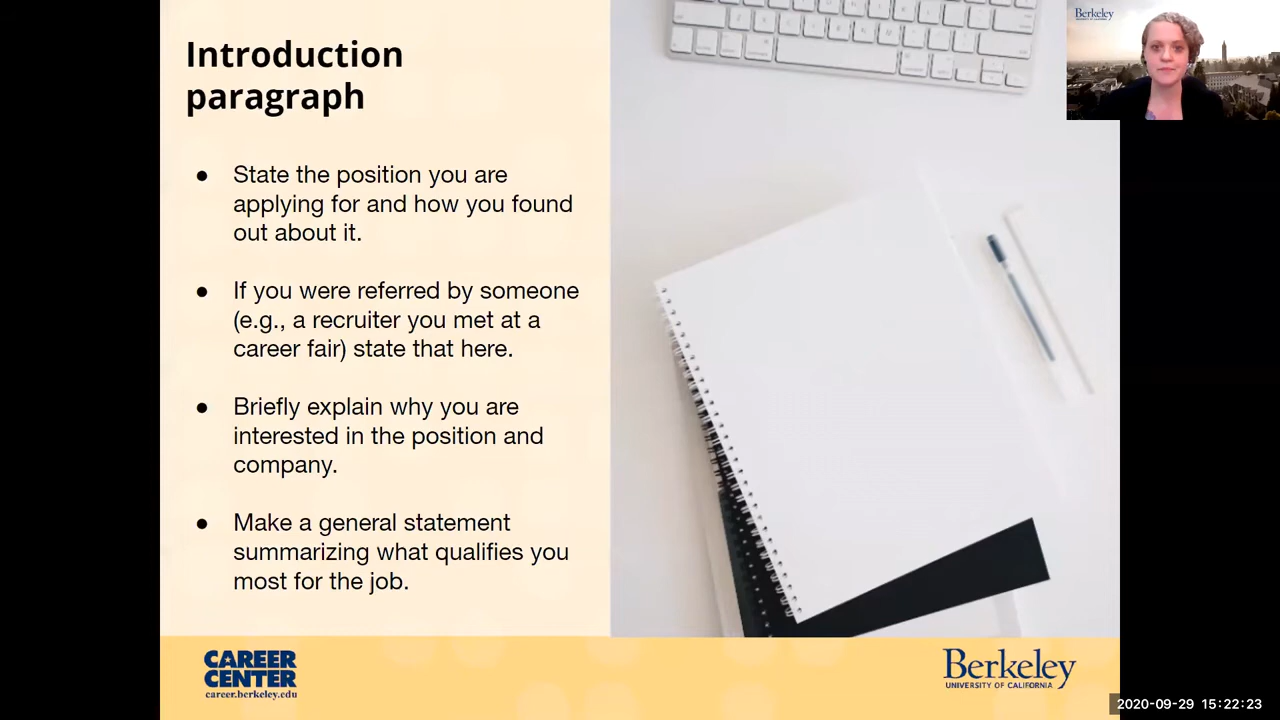 Introduction
paragraph
● State the position you are
applying for and how you found
out about it.
● If you were referred by someone
(e.g., a recruiter you met at a
career fair) state that here.
● Briefly explain why you are
interested in the position and
company.
● Make a general statement
summarizing what qualifies you
most for the job.
CAREER
CENTER
career.berkeley.edu
Berkeley
UNIVERSITY OF CALIFORNIA
Berkeley
UNIVERSITY OF CALIFORNIA
2020-09-29 15:22:23